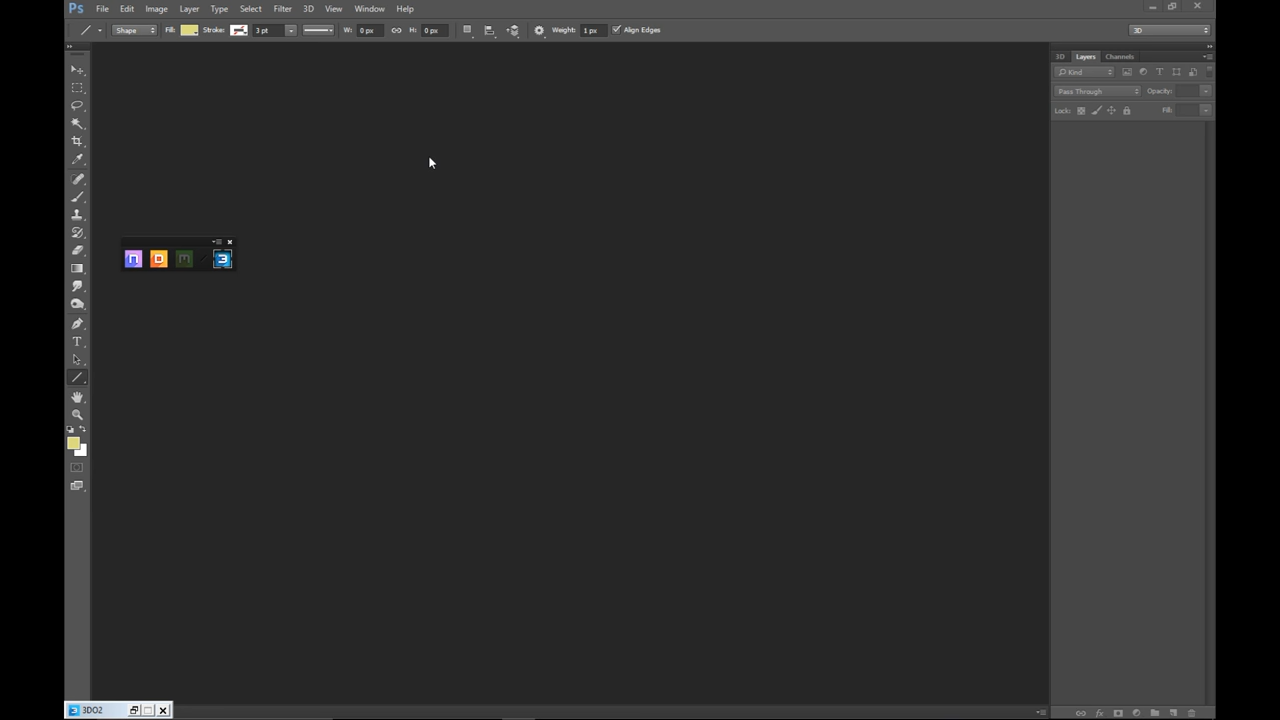 Ps File Edit Image Layer Type Select Filter 3D View Window Help
Shape Fill: Stroke: 3 pt W: 0 px H: 0 px Weight: 1 px Align Edges 3D
3D Layers Channels
Kind
Pass Through Opacity:
Lock: Fill:
n o m 3
T
3DO2